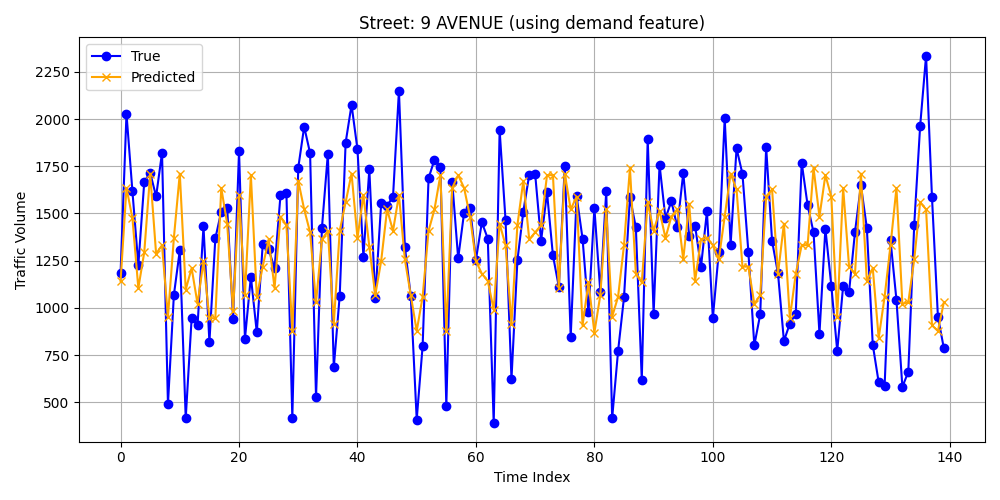 Street: 9 AVENUE (using demand feature)
True
Predicted
Traffic Volume
2250
2000
1750
1500
1250
1000
750
500
0 20 40 60 80 100 120 140
Time Index